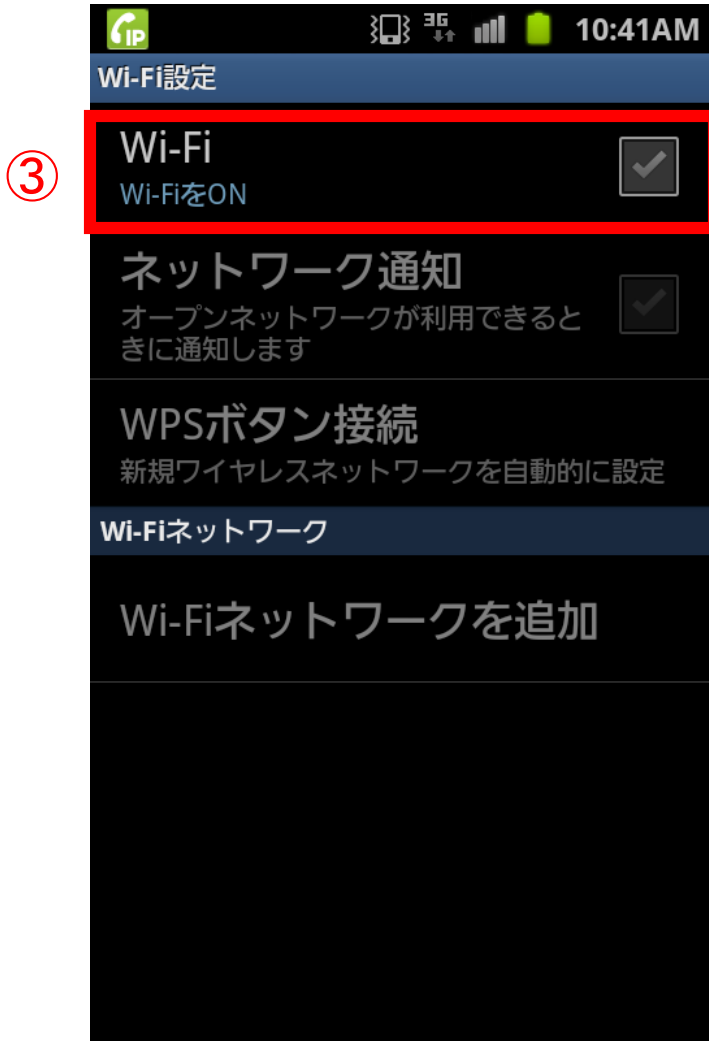 IP 3G 10:41AM
Wi-Fi設定
③
Wi-Fi
Wi-FiをON
ネットワーク通知
オープンネットワークが利用できると
きに通知します
WPSボタン接続
新規ワイヤレスネットワークを自動的に設定
Wi-Fiネットワーク
Wi-Fiネットワークを追加